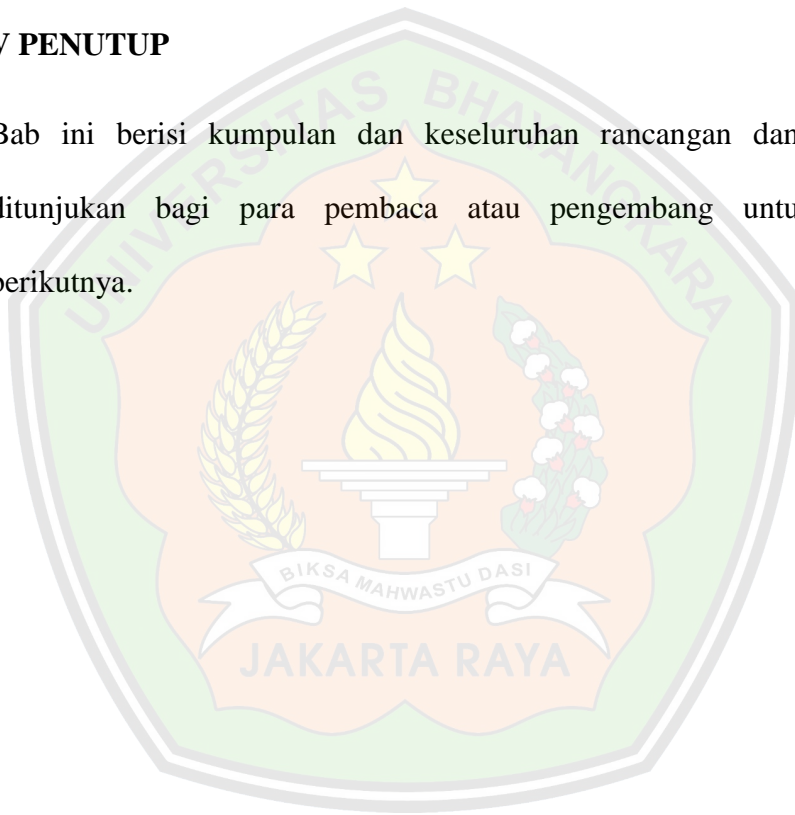 V PENUTUP
Bab ini berisi kumpulan dan keseluruhan rancangan dan
ditunjukan bagi para pembaca atau pengembang untu
berikutnya.
UNIVERSITAS BHAYANGKARA
BIKSA MAHWASTU DASI
JAKARTA RAYA